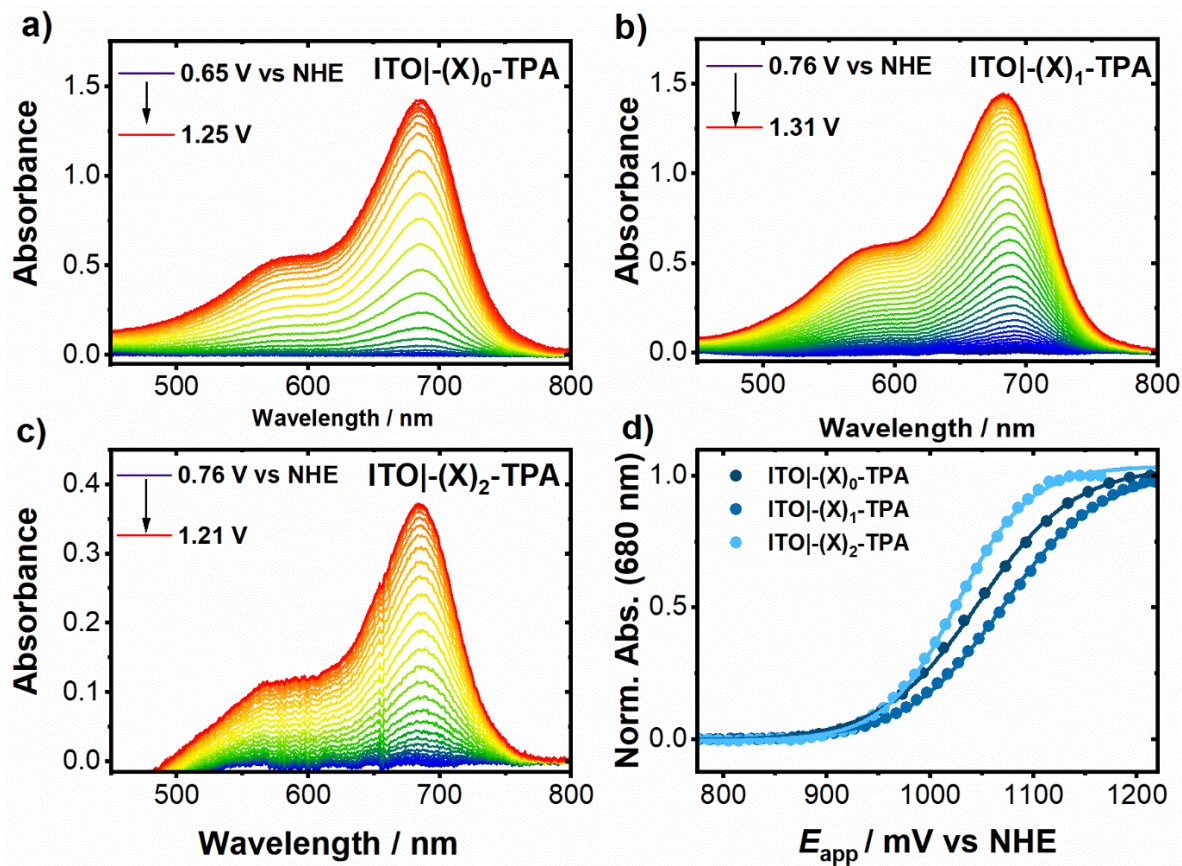 a)
0.65 V vs NHE
1.25 V
ITO|-(X)0-TPA
1.5
1.0
0.5
0.0
Absorbance
500 600 700 800
Wavelength / nm
b)
0.76 V vs NHE
1.31 V
ITO|-(X)1-TPA
1.5
1.0
0.5
0.0
Absorbance
500 600 700 800
Wavelength / nm
c)
0.76 V vs NHE
1.21 V
ITO|-(X)2-TPA
0.4
0.3
0.2
0.1
0.0
Absorbance
500 600 700 800
Wavelength / nm
d)
ITO|-(X)0-TPA
ITO|-(X)1-TPA
ITO|-(X)2-TPA
1.0
0.5
0.0
Norm. Abs. (680 nm)
800 900 1000 1100 1200
Eapp / mV vs NHE